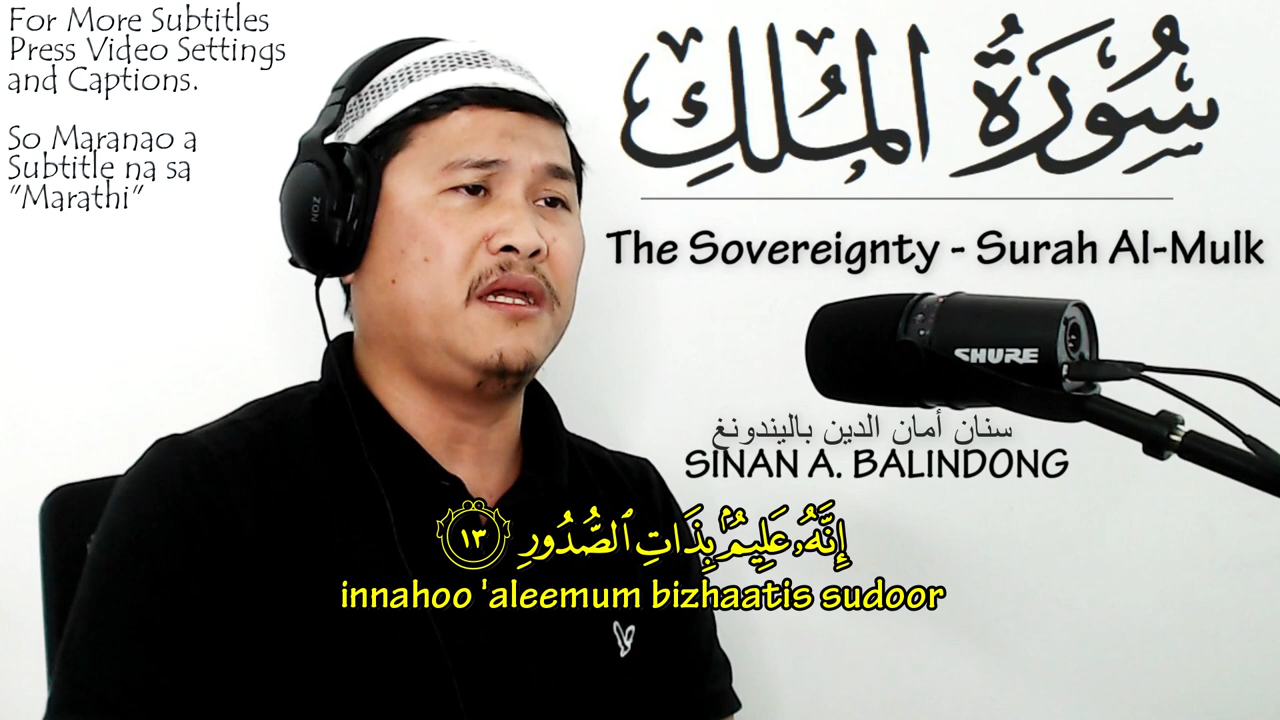 For More Subtitles
Press Video Settings
and Captions.
So Maranao a
Subtitle na sa
"Marathi"
سُورَةُ المُلكِ
The Sovereignty - Surah Al-Mulk
NOZ
SHURE
سنان أمان الدين باليندونغ
SINAN A. BALINDONG
إِنَّهُۥ عَلِيمُۢ بِذَاتِ ٱلصُّدُورِ ١٣
innahoo 'aleemum bizhaatis sudoor